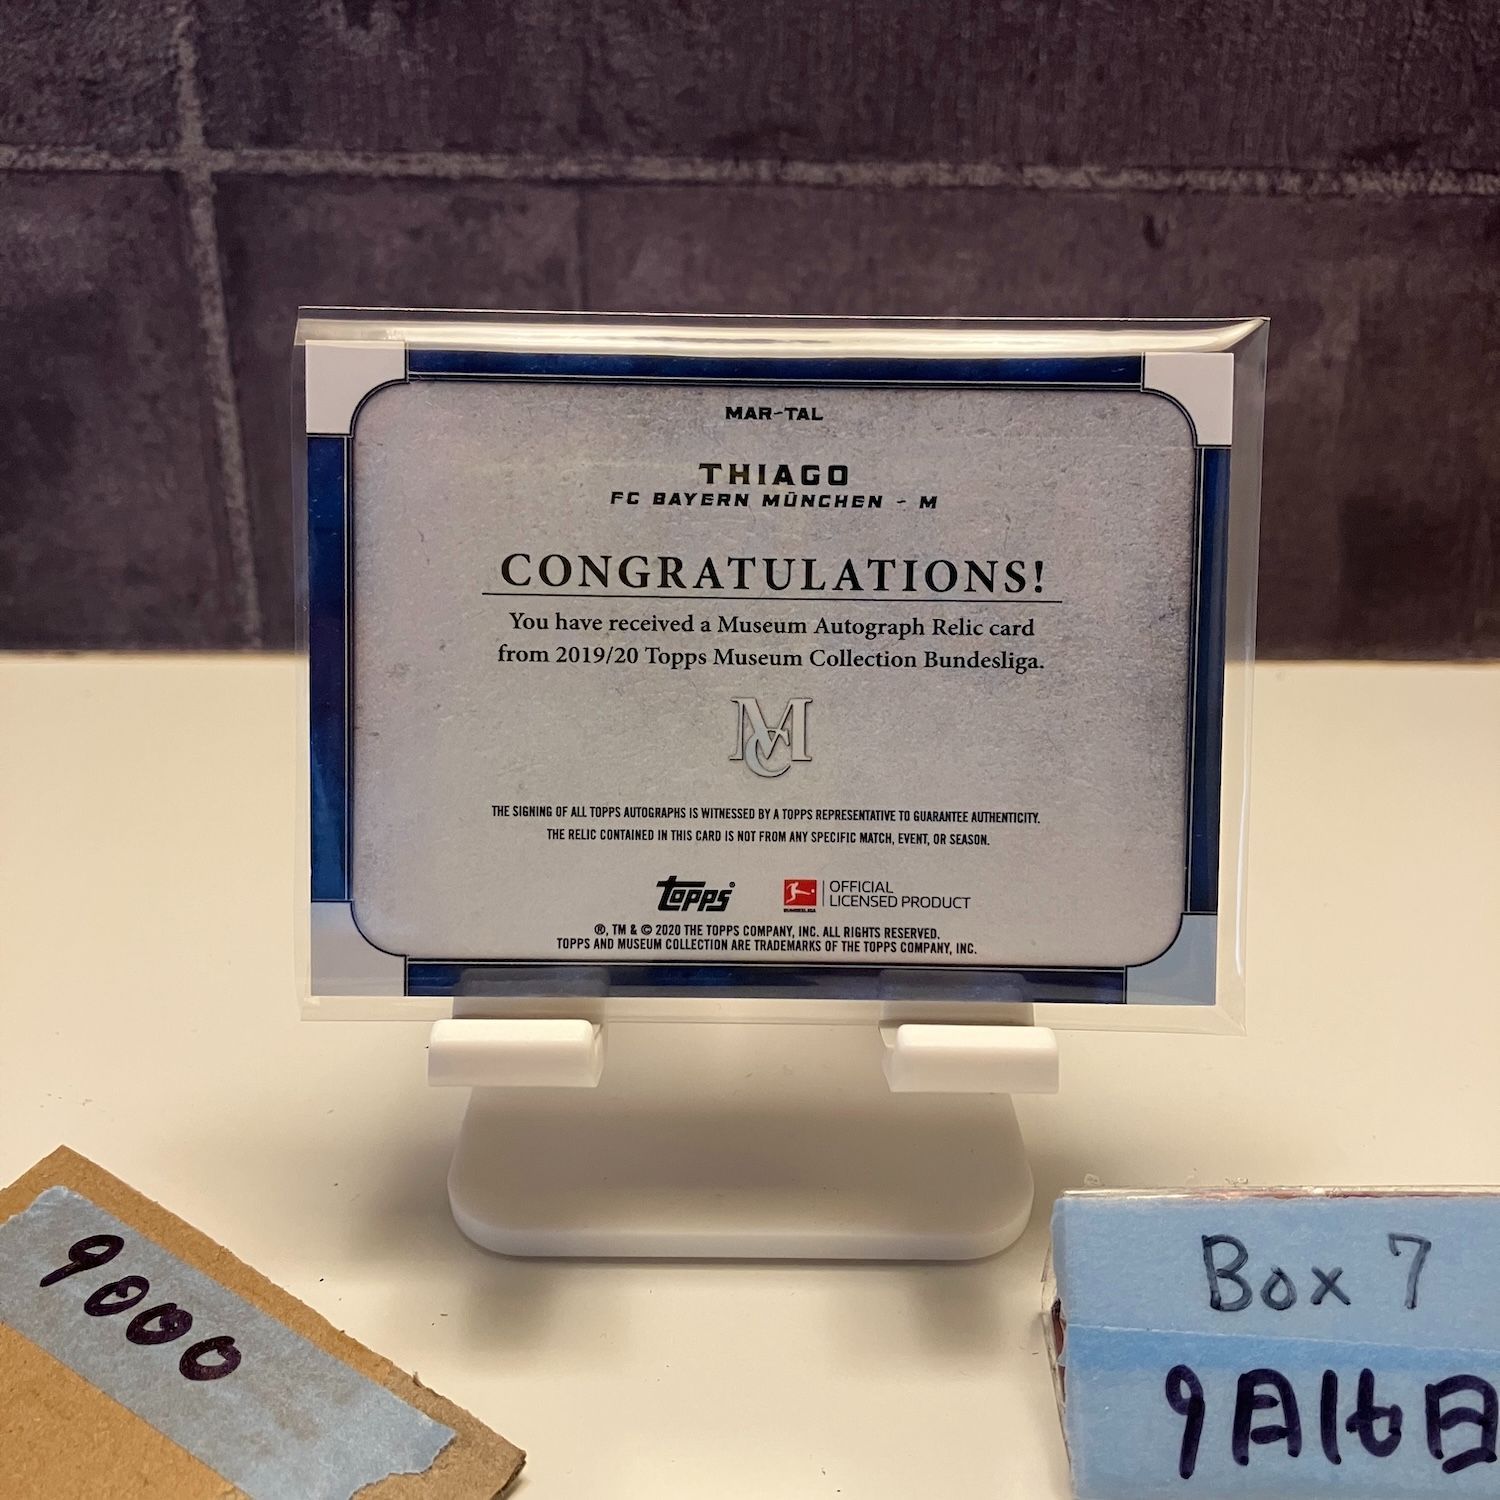 MAR-TAL
THIAGO
FC BAYERN MÜNCHEN - M
CONGRATULATIONS!
You have received a Museum Autograph Relic card
from 2019/20 Topps Museum Collection Bundesliga.
MC
THE SIGNING OF ALL TOPPS AUTOGRAPHS IS WITNESSED BY A TOPPS REPRESENTATIVE TO GUARANTEE AUTHENTICITY.
THE RELIC CONTAINED IN THIS CARD IS NOT FROM ANY SPECIFIC MATCH, EVENT, OR SEASON.
topps®
BUNDESLIGA
OFFICIAL
LICENSED PRODUCT
®, TM & © 2020 THE TOPPS COMPANY, INC. ALL RIGHTS RESERVED.
TOPPS AND MUSEUM COLLECTION ARE TRADEMARKS OF THE TOPPS COMPANY, INC.
9000
Box 7
9月16日